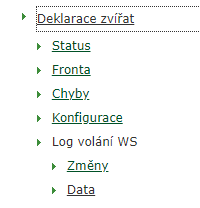 Deklarace zvířat
Status
Fronta
Chyby
Konfigurace
Log volání WS
Změny
Data